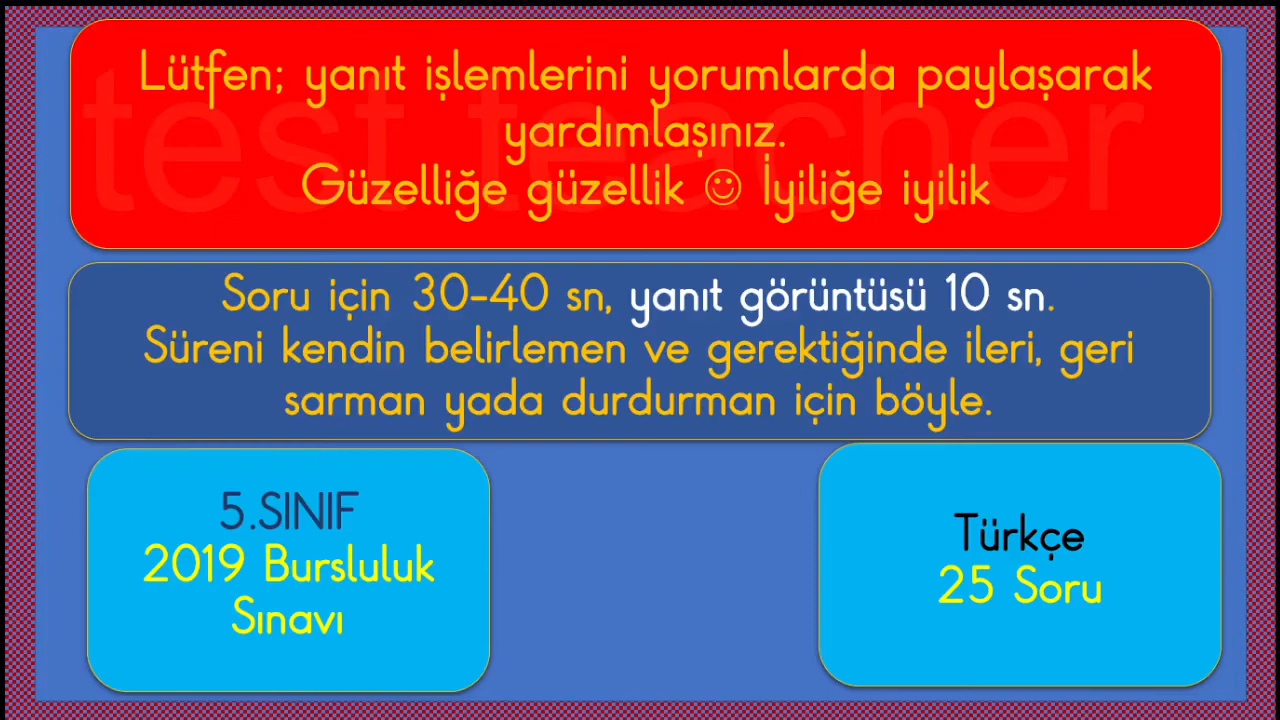 Lütfen; yanıt işlemlerini yorumlarda paylaşarak
yardımlaşınız.
Güzelliğe güzellik ☺ İyiliğe iyilik
test teacher
Soru için 30-40 sn, yanıt görüntüsü 10 sn.
Süreni kendin belirlemen ve gerektiğinde ileri, geri
sarman yada durdurman için böyle.
5.SINIF
2019 Bursluluk
Sınavı
Türkçe
25 Soru